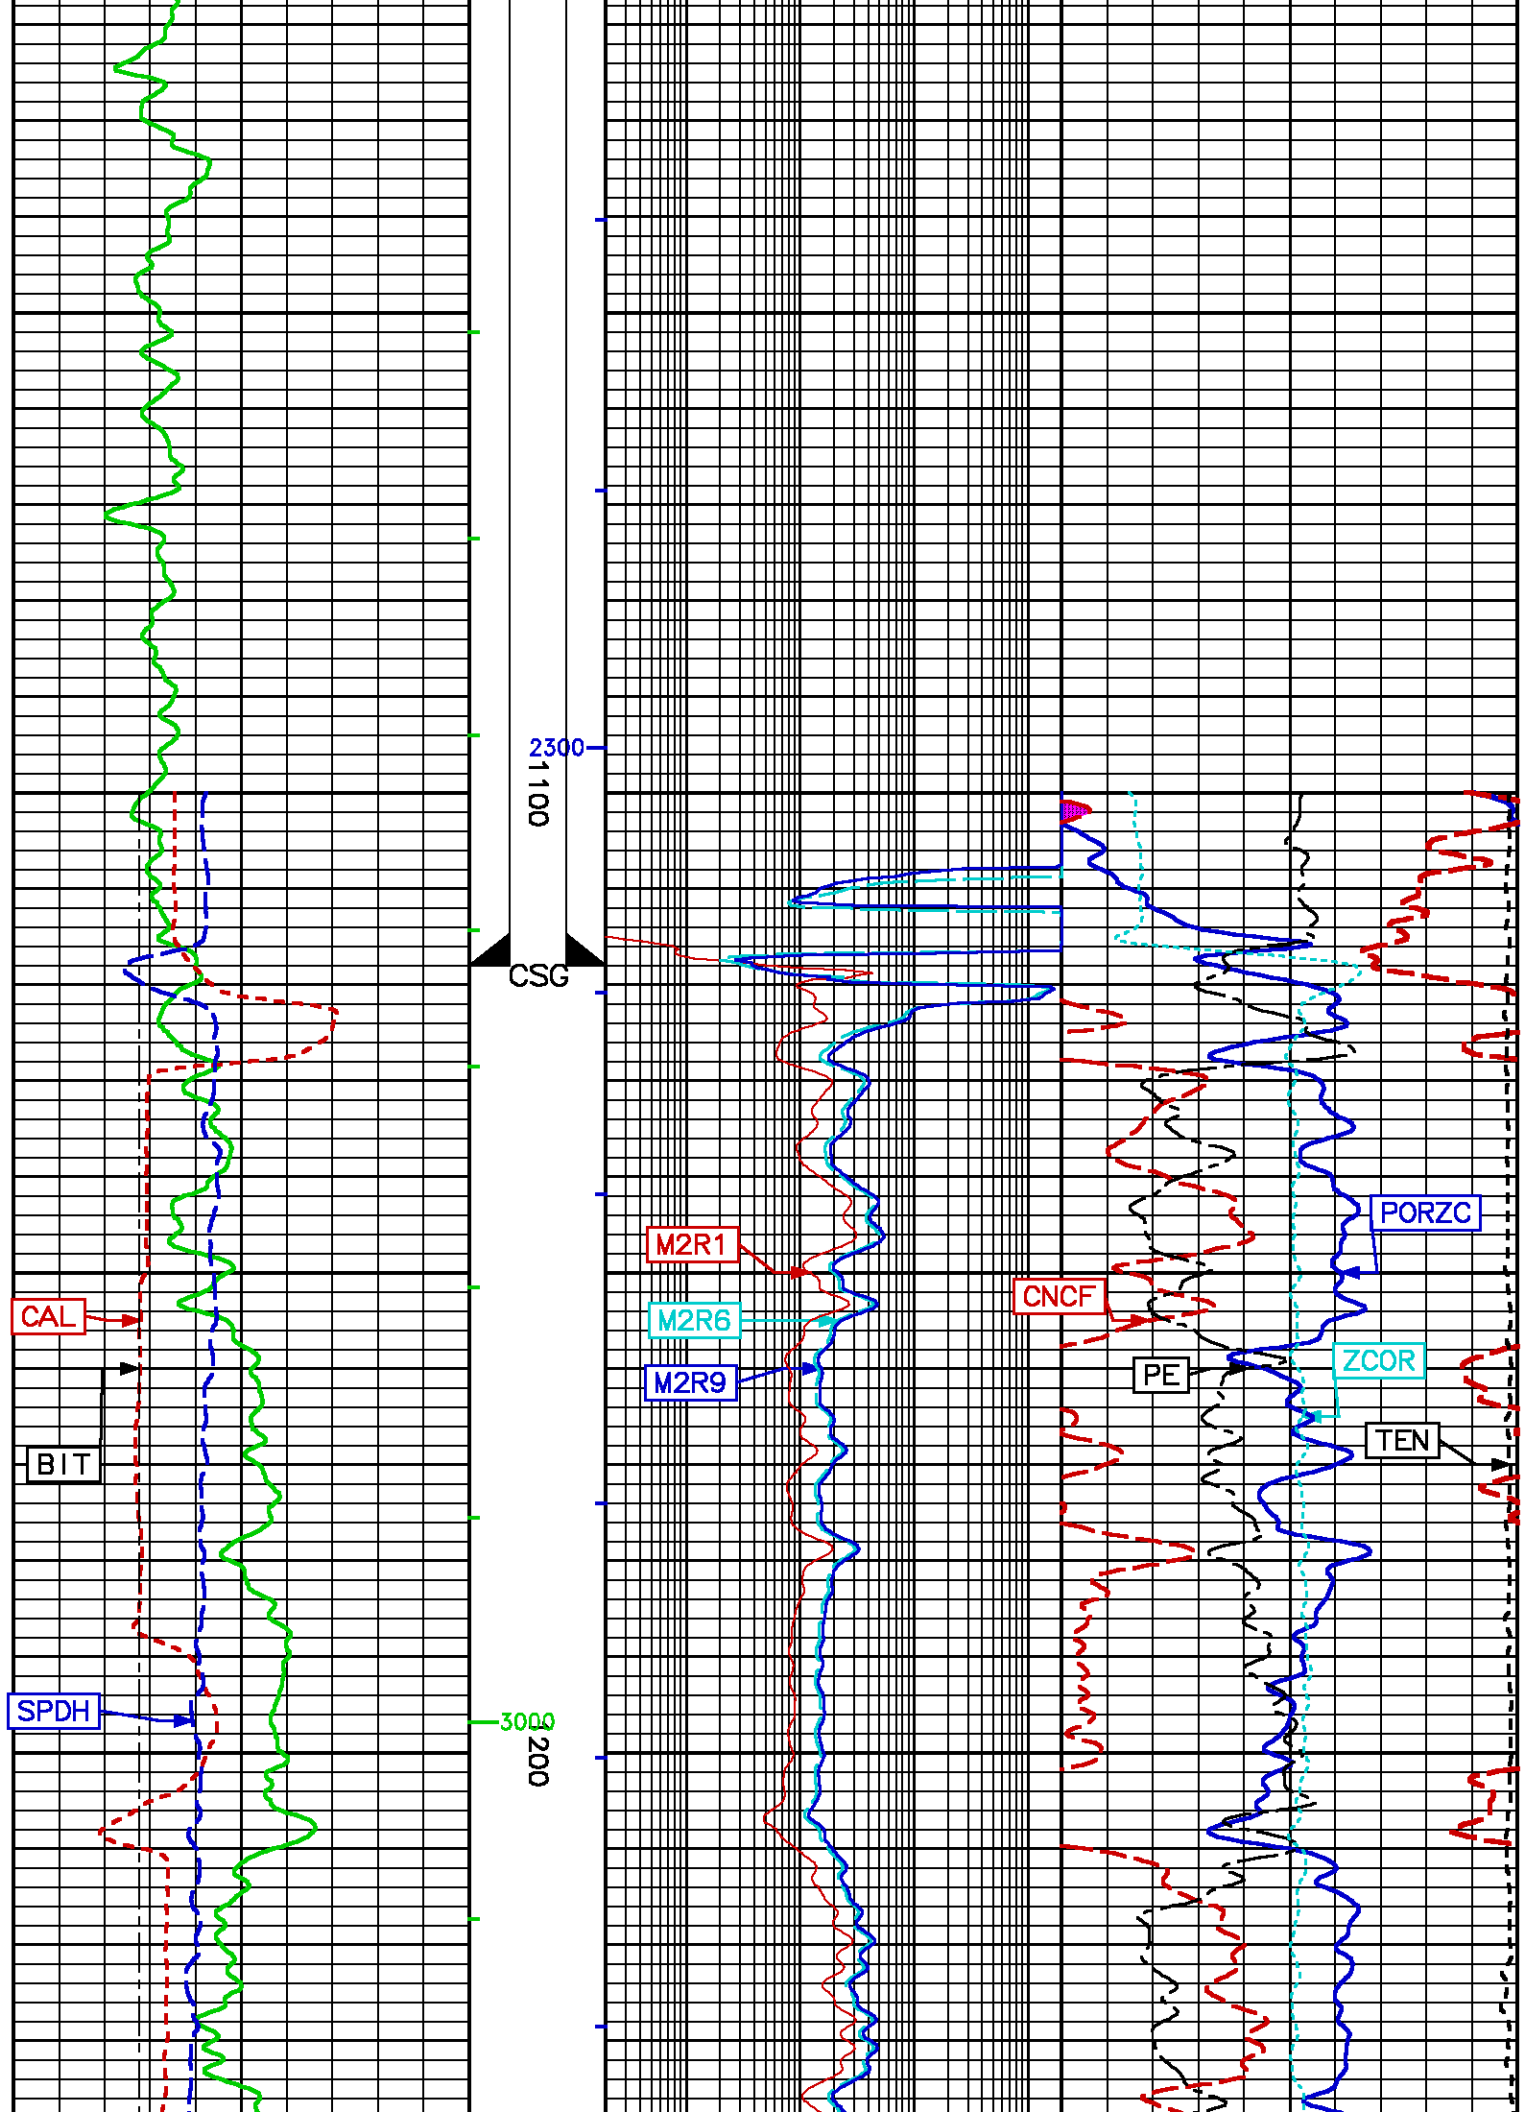 2300
1100
CSG
PORZC
M2R1
CNCF
CAL
M2R6
ZCOR
PE
M2R9
TEN
BIT
SPDH
3000
1200